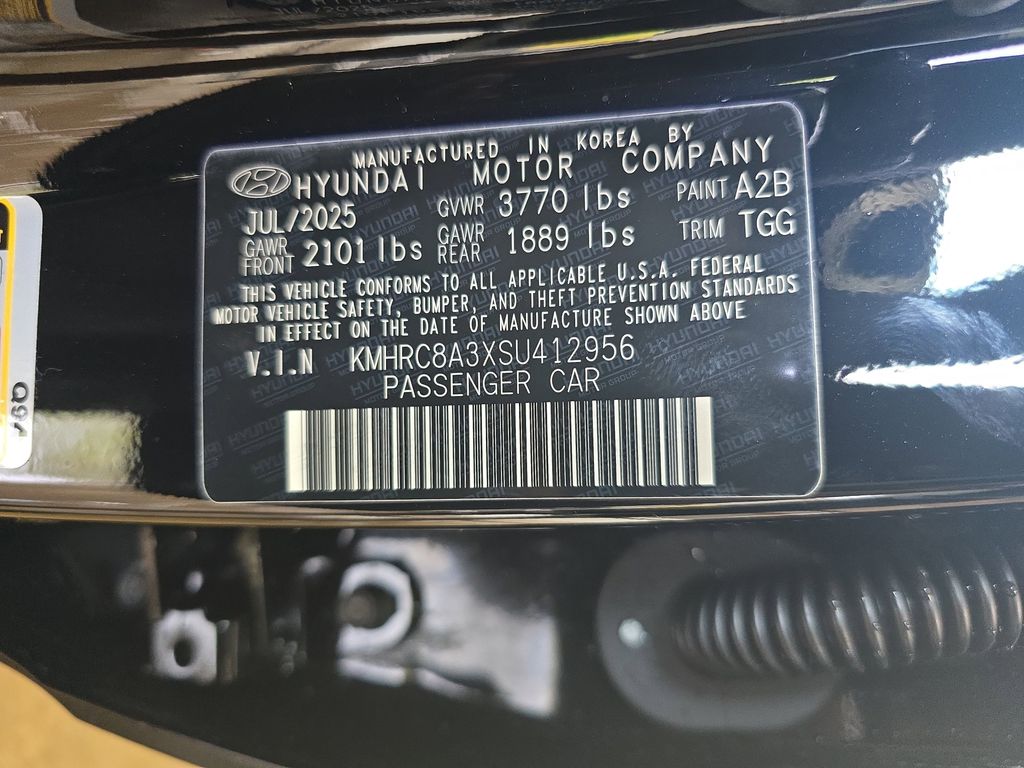 MANUFACTURED IN KOREA BY
HYUNDAI MOTOR COMPANY
JUL/2025 GVWR 3770 lbs PAINT A2B
GAWR FRONT 2101 lbs GAWR REAR 1889 lbs TRIM TGG
THIS VEHICLE CONFORMS TO ALL APPLICABLE U.S.A. FEDERAL
MOTOR VEHICLE SAFETY, BUMPER, AND THEFT PREVENTION STANDARDS
IN EFFECT ON THE DATE OF MANUFACTURE SHOWN ABOVE
V.I.N KMHRC8A3XSU412956
PASSENGER CAR